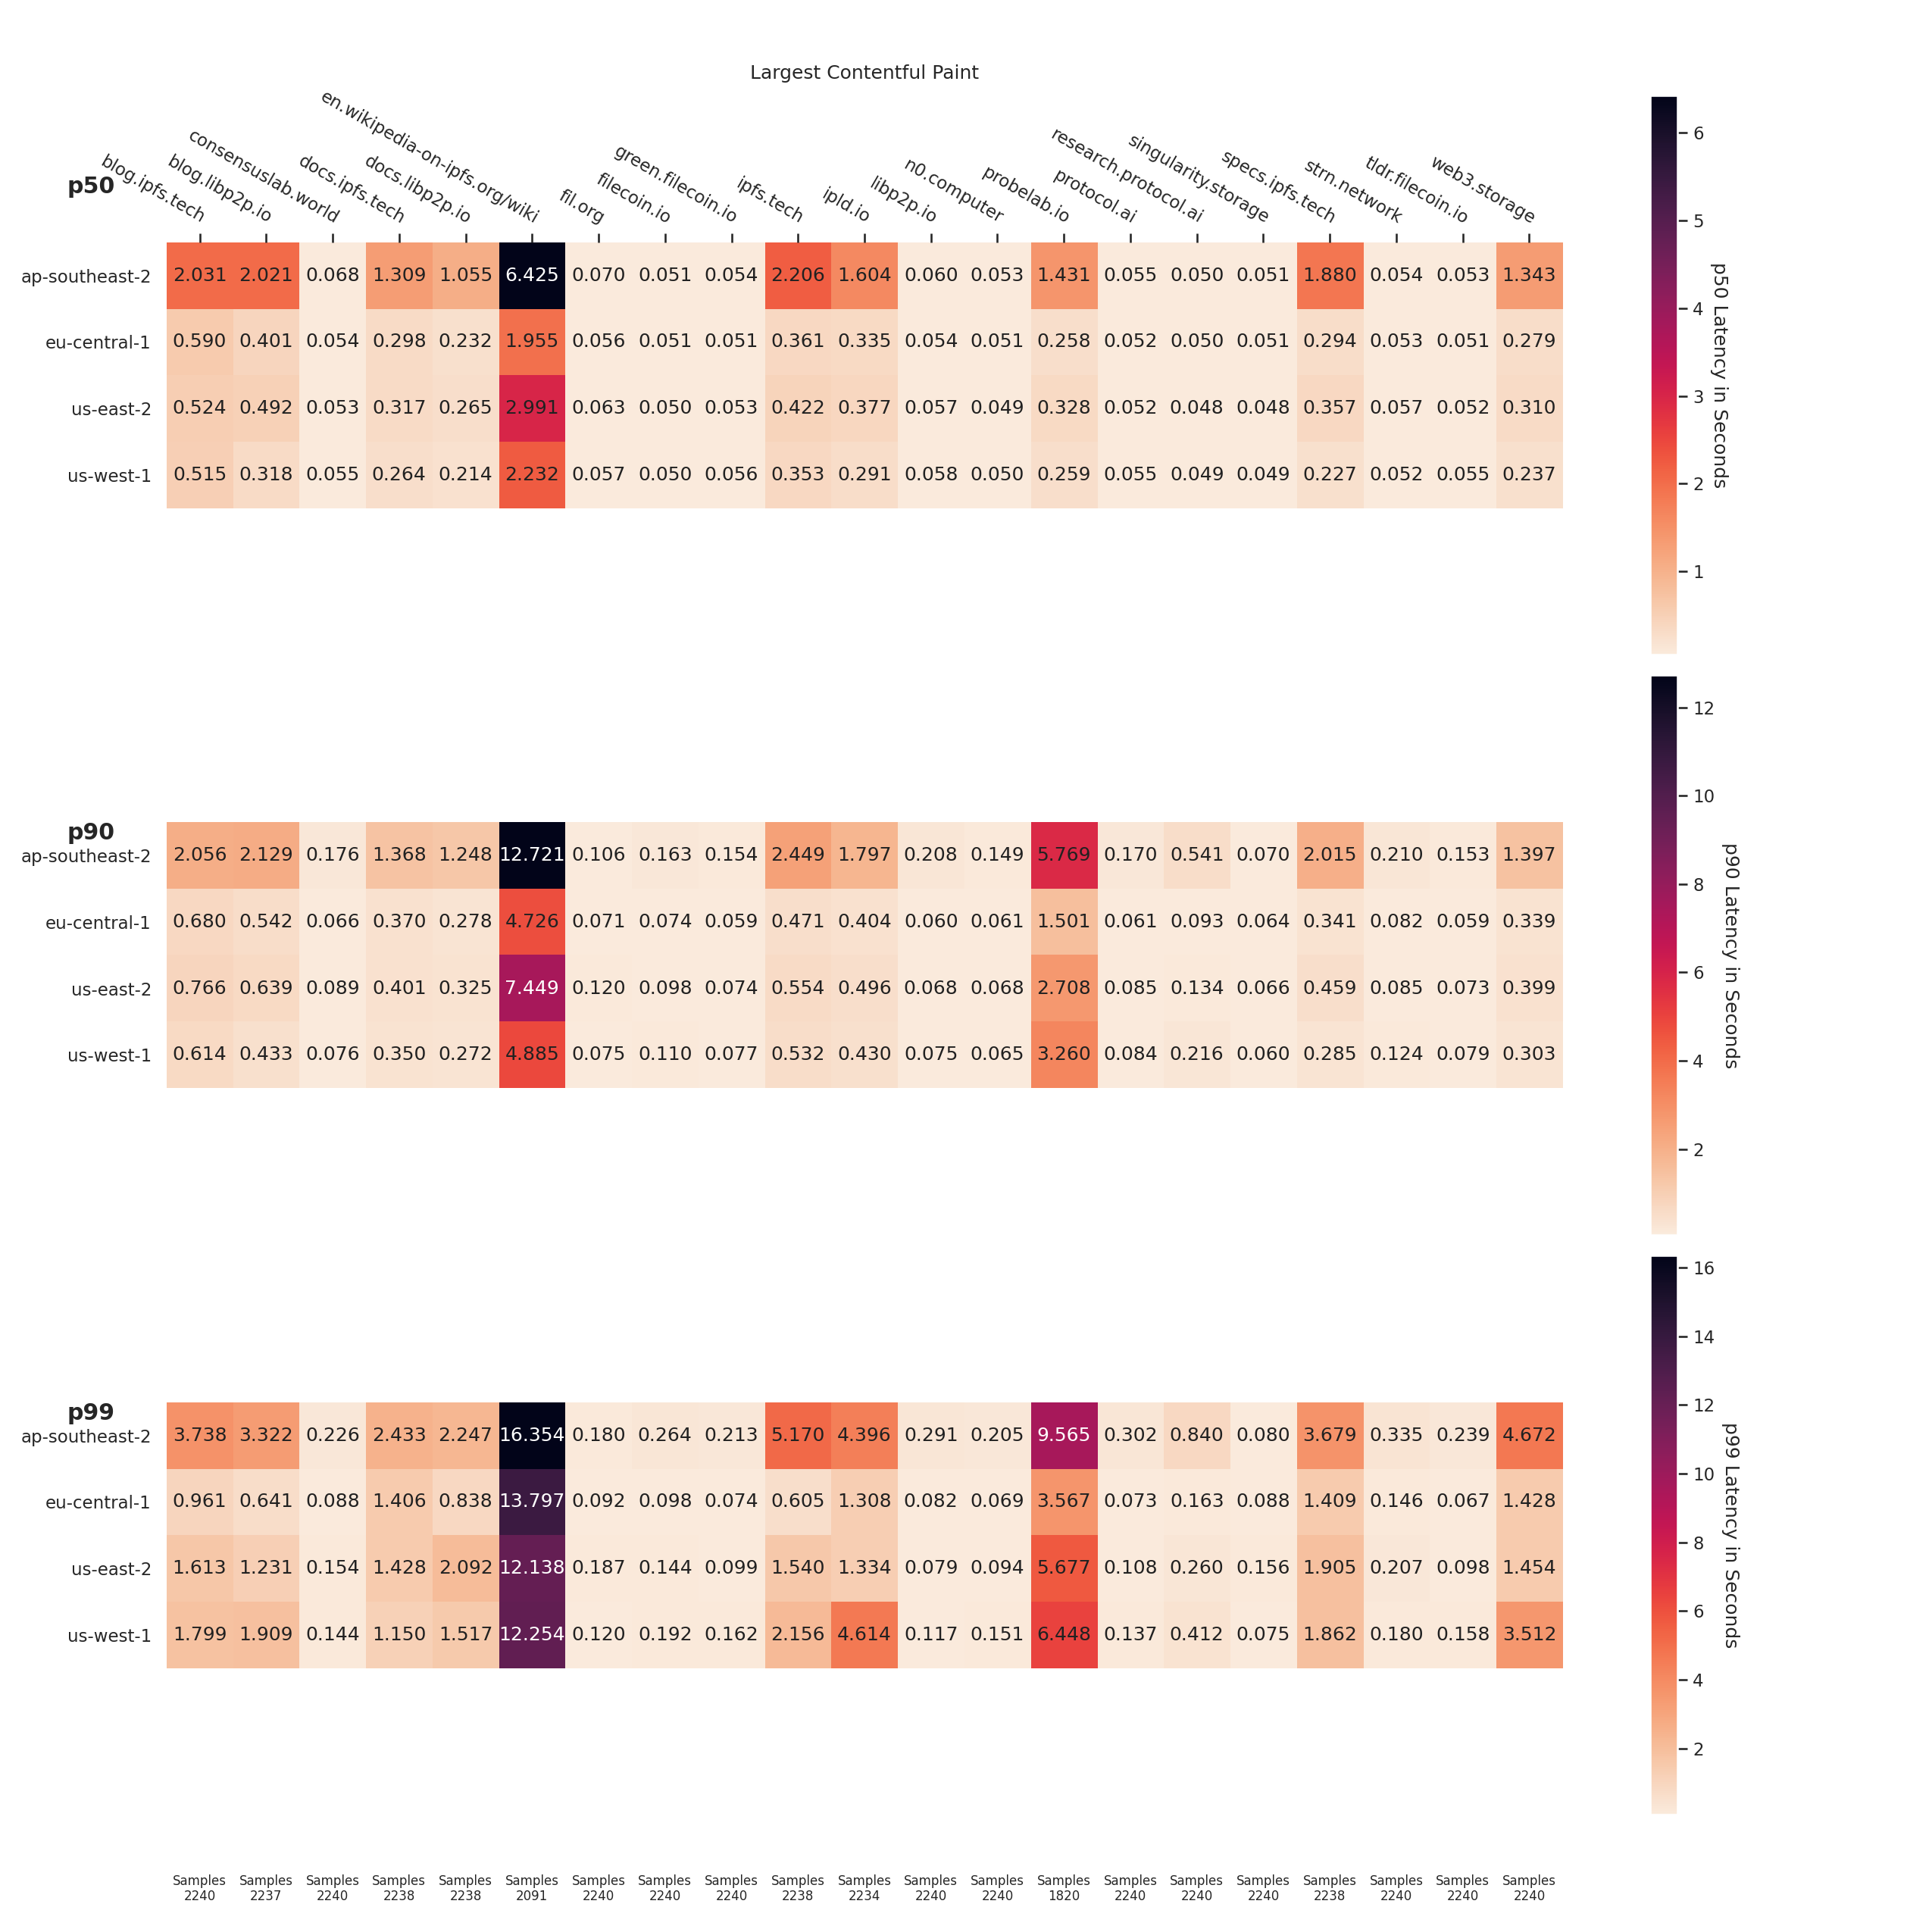 Largest Contentful Paint
p50
blog.ipfs.tech
blog.libp2p.io
consensuslab.world
docs.ipfs.tech
docs.libp2p.io
en.wikipedia-on-ipfs.org/wiki
fil.org
filecoin.io
green.filecoin.io
ipfs.tech
ipld.io
libp2p.io
n0.computer
probelab.io
protocol.ai
research.protocol.ai
singularity.storage
specs.ipfs.tech
strn.network
tldr.filecoin.io
web3.storage
ap-southeast-2 2.031 2.021 0.068 1.309 1.055 6.425 0.070 0.051 0.054 2.206 1.604 0.060 0.053 1.431 0.055 0.050 0.051 1.880 0.054 0.053 1.343
eu-central-1 0.590 0.401 0.054 0.298 0.232 1.955 0.056 0.051 0.051 0.361 0.335 0.054 0.051 0.258 0.052 0.050 0.051 0.294 0.053 0.051 0.279
us-east-2 0.524 0.492 0.053 0.317 0.265 2.991 0.063 0.050 0.053 0.422 0.377 0.057 0.049 0.328 0.052 0.048 0.048 0.357 0.057 0.052 0.310
us-west-1 0.515 0.318 0.055 0.264 0.214 2.232 0.057 0.050 0.056 0.353 0.291 0.058 0.050 0.259 0.055 0.049 0.049 0.227 0.052 0.055 0.237
6
5
4
3
2
1
p50 Latency in Seconds
p90
ap-southeast-2 2.056 2.129 0.176 1.368 1.248 12.721 0.106 0.163 0.154 2.449 1.797 0.208 0.149 5.769 0.170 0.541 0.070 2.015 0.210 0.153 1.397
eu-central-1 0.680 0.542 0.066 0.370 0.278 4.726 0.071 0.074 0.059 0.471 0.404 0.060 0.061 1.501 0.061 0.093 0.064 0.341 0.082 0.059 0.339
us-east-2 0.766 0.639 0.089 0.401 0.325 7.449 0.120 0.098 0.074 0.554 0.496 0.068 0.068 2.708 0.085 0.134 0.066 0.459 0.085 0.073 0.399
us-west-1 0.614 0.433 0.076 0.350 0.272 4.885 0.075 0.110 0.077 0.532 0.430 0.075 0.065 3.260 0.084 0.216 0.060 0.285 0.124 0.079 0.303
12
10
8
6
4
2
p90 Latency in Seconds
p99
ap-southeast-2 3.738 3.322 0.226 2.433 2.247 16.354 0.180 0.264 0.213 5.170 4.396 0.291 0.205 9.565 0.302 0.840 0.080 3.679 0.335 0.239 4.672
eu-central-1 0.961 0.641 0.088 1.406 0.838 13.797 0.092 0.098 0.074 0.605 1.308 0.082 0.069 3.567 0.073 0.163 0.088 1.409 0.146 0.067 1.428
us-east-2 1.613 1.231 0.154 1.428 2.092 12.138 0.187 0.144 0.099 1.540 1.334 0.079 0.094 5.677 0.108 0.260 0.156 1.905 0.207 0.098 1.454
us-west-1 1.799 1.909 0.144 1.150 1.517 12.254 0.120 0.192 0.162 2.156 4.614 0.117 0.151 6.448 0.137 0.412 0.075 1.862 0.180 0.158 3.512
16
14
12
10
8
6
4
2
p99 Latency in Seconds
Samples Samples Samples Samples Samples Samples Samples Samples Samples Samples Samples Samples Samples Samples Samples Samples Samples Samples Samples Samples Samples
2240 2237 2240 2238 2238 2091 2240 2240 2240 2238 2234 2240 2240 1820 2240 2240 2240 2238 2240 2240 2240